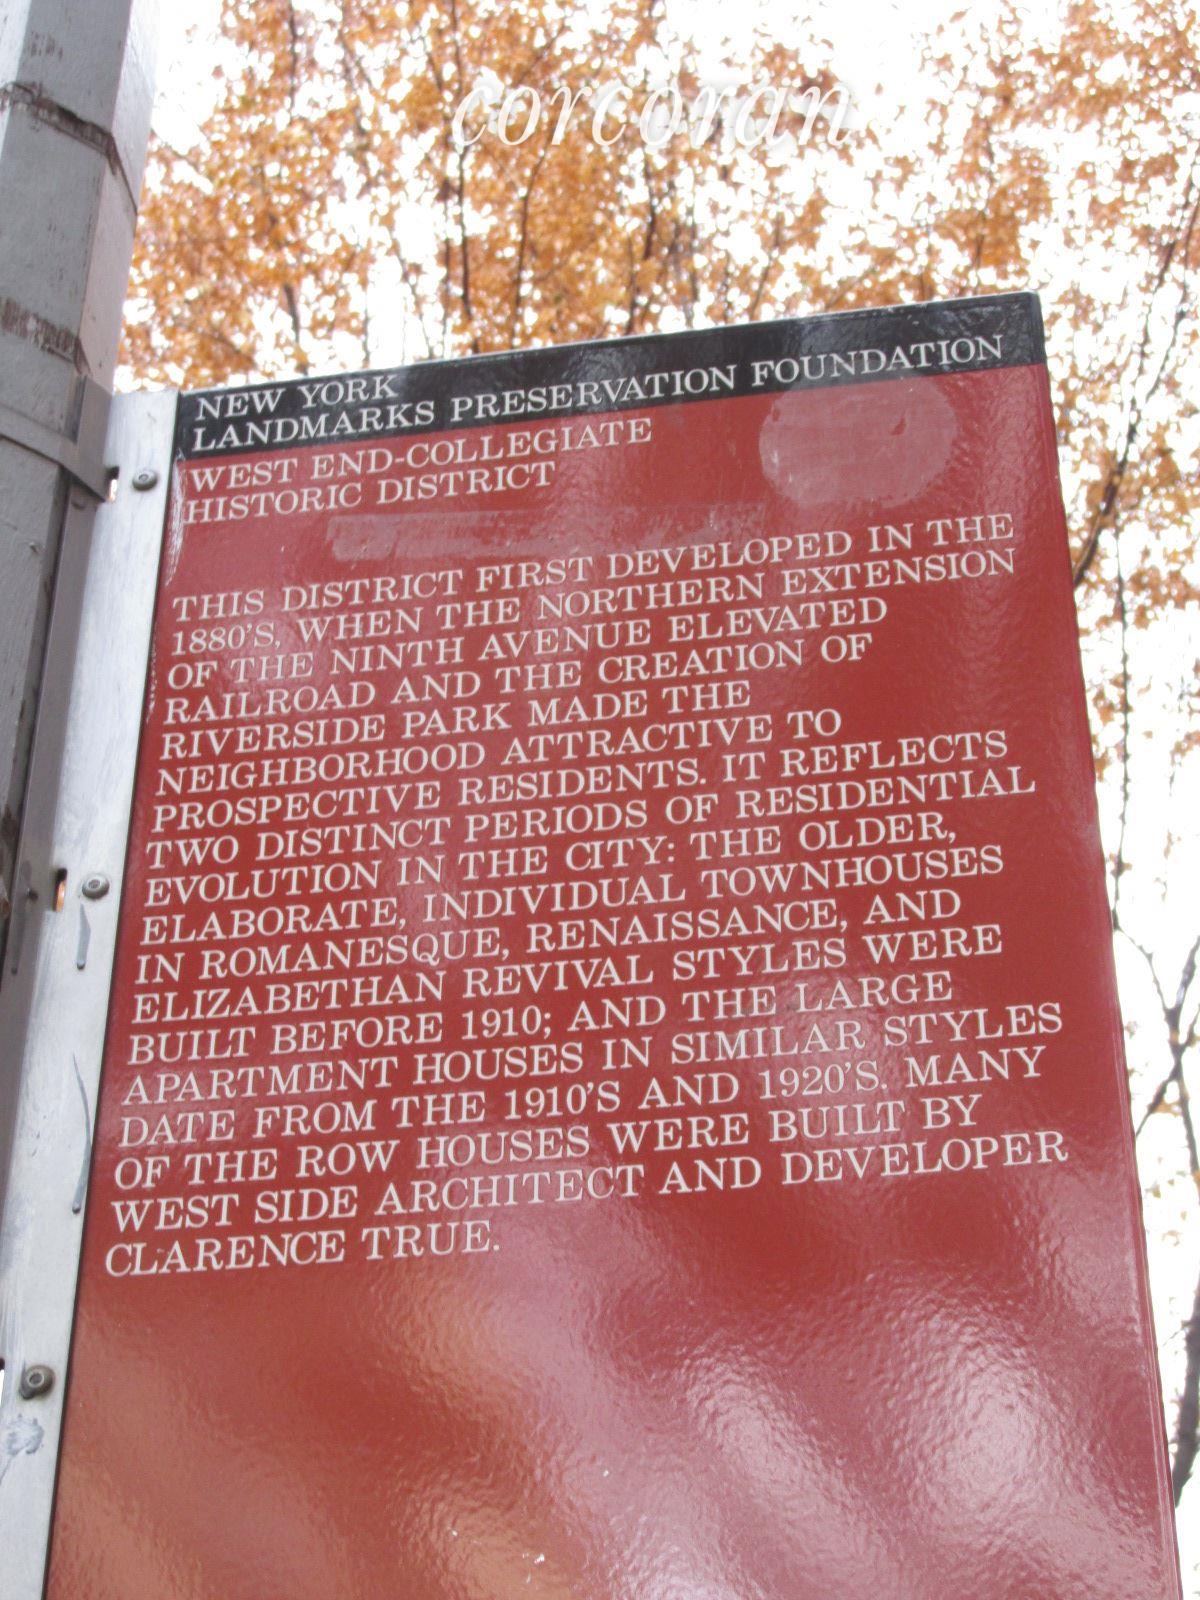 corcoran
NEW YORK
LANDMARKS PRESERVATION FOUNDATION
WEST END-COLLEGIATE
HISTORIC DISTRICT
THIS DISTRICT FIRST DEVELOPED IN THE
1880'S, WHEN THE NORTHERN EXTENSION
OF THE NINTH AVENUE ELEVATED
RAILROAD AND THE CREATION OF
RIVERSIDE PARK MADE THE
NEIGHBORHOOD ATTRACTIVE TO
PROSPECTIVE RESIDENTS. IT REFLECTS
TWO DISTINCT PERIODS OF RESIDENTIAL
EVOLUTION IN THE CITY: THE OLDER,
ELABORATE, INDIVIDUAL TOWNHOUSES
IN ROMANESQUE, RENAISSANCE, AND
ELIZABETHAN REVIVAL STYLES WERE
BUILT BEFORE 1910; AND THE LARGE
APARTMENT HOUSES IN SIMILAR STYLES
DATE FROM THE 1910'S AND 1920'S. MANY
OF THE ROW HOUSES WERE BUILT BY
WEST SIDE ARCHITECT AND DEVELOPER
CLARENCE TRUE.